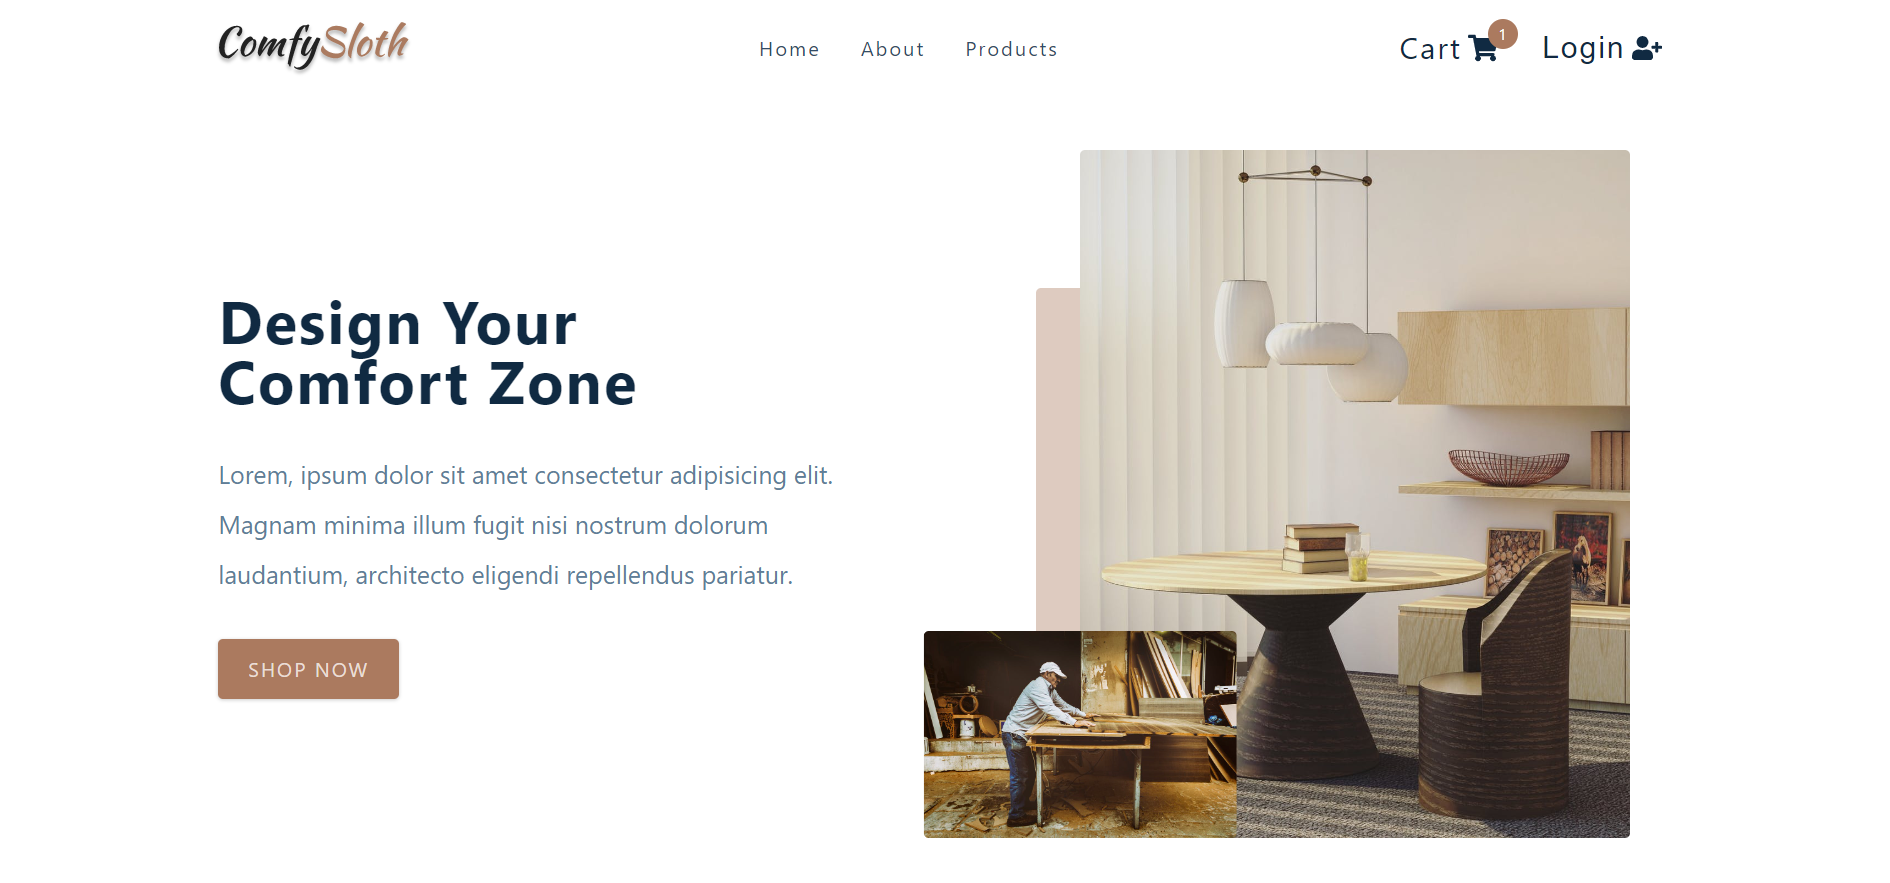 ComfySloth
Home About Products
Cart 1 Login
Design Your
Comfort Zone
Lorem, ipsum dolor sit amet consectetur adipisicing elit.
Magnam minima illum fugit nisi nostrum dolorum
laudantium, architecto eligendi repellendus pariatur.
SHOP NOW